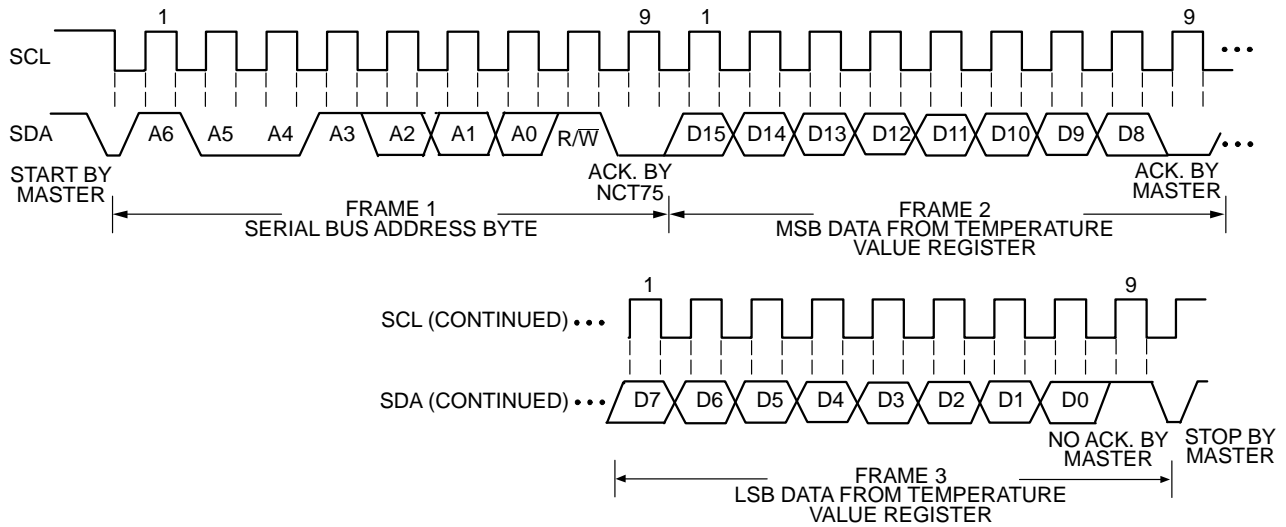 1 9 1 9
SCL
SDA A6 A5 A4 A3 A2 A1 A0 R/W̅ D15 D14 D13 D12 D11 D10 D9 D8
START BY
MASTER
ACK. BY
NCT75
ACK. BY
MASTER
FRAME 1
SERIAL BUS ADDRESS BYTE
FRAME 2
MSB DATA FROM TEMPERATURE
VALUE REGISTER
1 9
SCL (CONTINUED)
SDA (CONTINUED) D7 D6 D5 D4 D3 D2 D1 D0
NO ACK. BY
MASTER
STOP BY
MASTER
FRAME 3
LSB DATA FROM TEMPERATURE
VALUE REGISTER